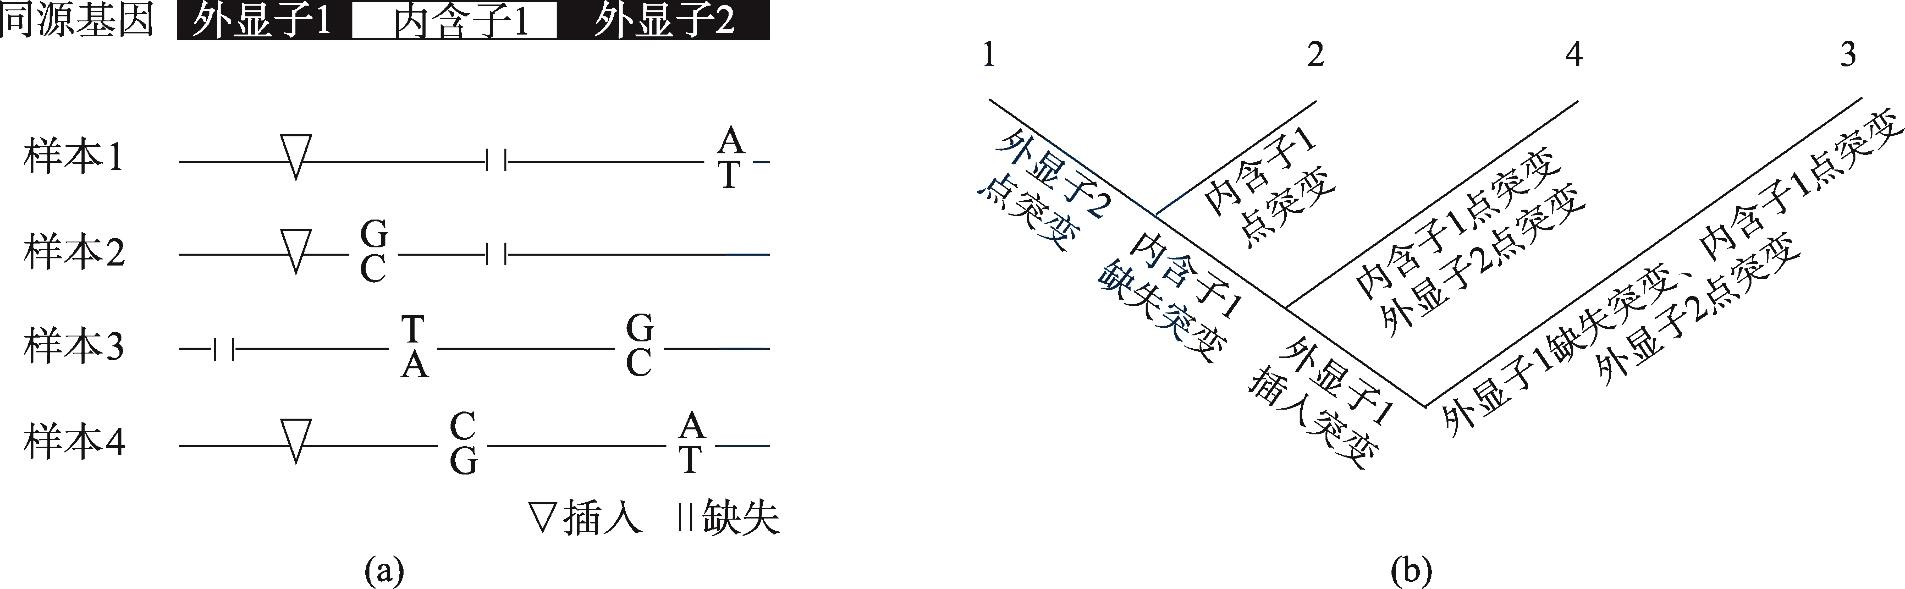 同源基因 外显子1 内含子1 外显子2
样本1
A
T
样本2
G
C
样本3
T
A
G
C
样本4
C
G
A
T
▽插入 ||缺失
(a)
1 2 4 3
外显子2
点突变
内含子1
点突变
内含子1
缺失突变
内含子1点突变
外显子2点突变
外显子1
插入突变
外显子1缺失突变、内含子1点突变
外显子2点突变
(b)